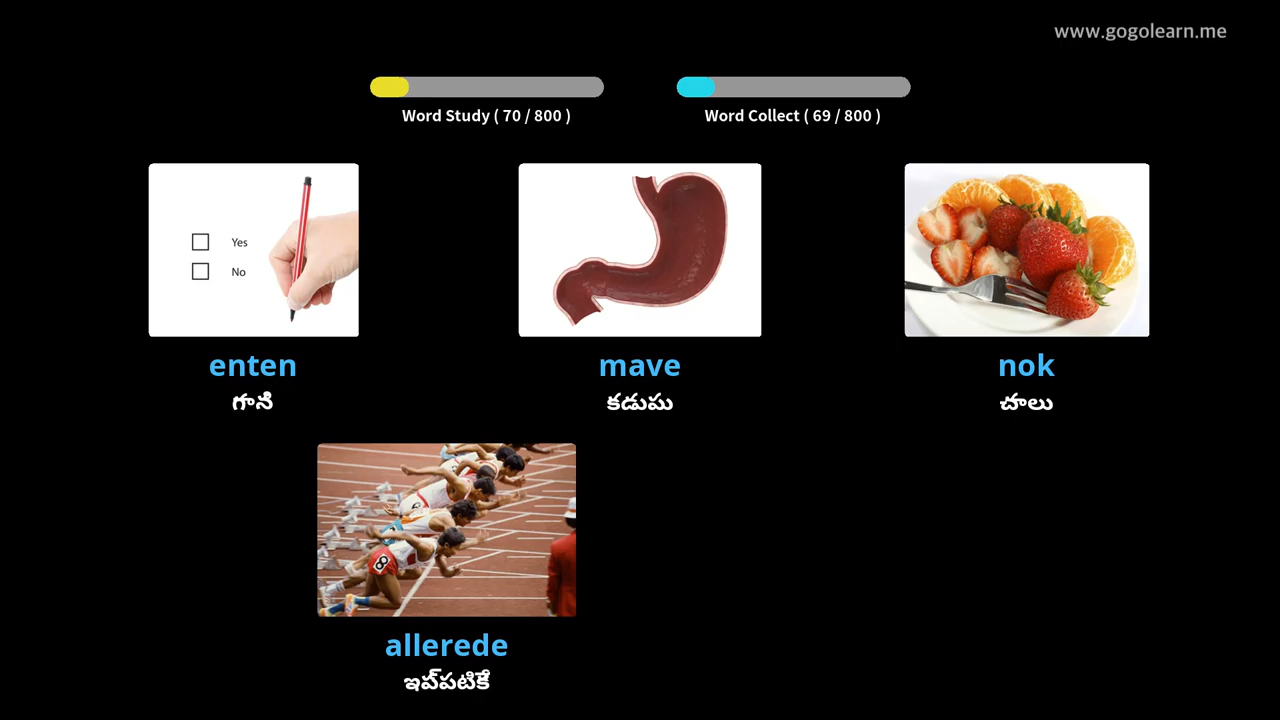 www.gogolearn.me
Word Study ( 70 / 800 )
Word Collect ( 69 / 800 )
Yes
No
enten
mave
nok
గానీ
కడుపు
చాలు
8
allerede
ఇప్పటికే